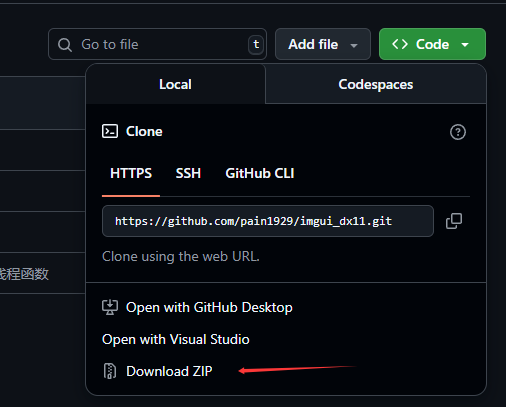 Go to file
t
Add file
Code
Local
Codespaces
Clone
HTTPS
SSH
GitHub CLI
https://github.com/pain1929/imgui_dx11.git
Clone using the web URL.
线程函数
Open with GitHub Desktop
Open with Visual Studio
Download ZIP